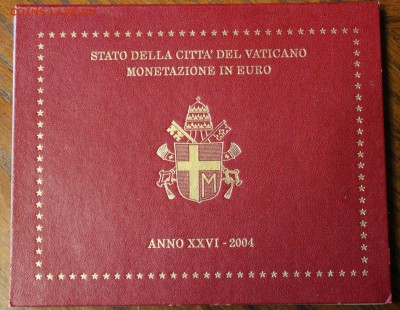 STATO DELLA CITTA' DEL VATICANO
MONETAZIONE IN EURO
M
ANNO XXVI - 2004